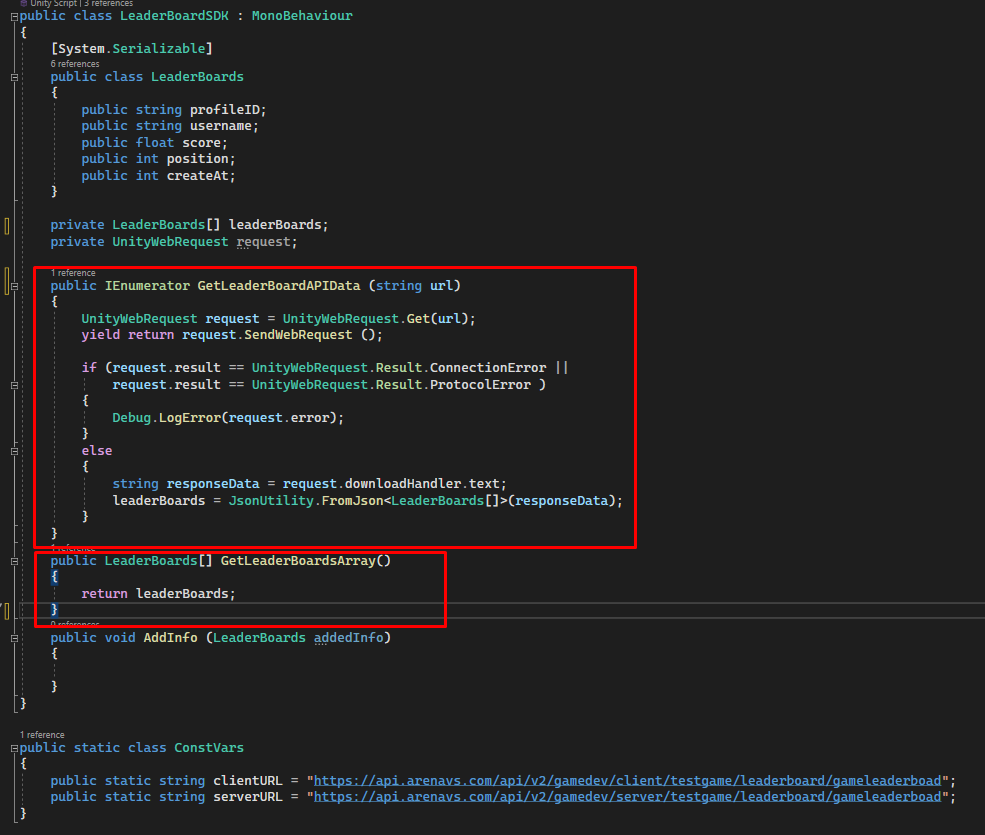 Unity Script | 3 references
public class LeaderBoardSDK : MonoBehaviour
{
[System.Serializable]
6 references
public class LeaderBoards
{
public string profileID;
public string username;
public float score;
public int position;
public int createAt;
}
private LeaderBoards[] leaderBoards;
private UnityWebRequest request;
1 reference
public IEnumerator GetLeaderBoardAPIData (string url)
{
UnityWebRequest request = UnityWebRequest.Get(url);
yield return request.SendWebRequest ();
if (request.result == UnityWebRequest.Result.ConnectionError ||
request.result == UnityWebRequest.Result.ProtocolError )
{
Debug.LogError(request.error);
}
else
{
string responseData = request.downloadHandler.text;
leaderBoards = JsonUtility.FromJson<LeaderBoards[]>(responseData);
}
}
1 reference
public LeaderBoards[] GetLeaderBoardsArray()
{
return leaderBoards;
}
0 references
public void AddInfo (LeaderBoards addedInfo)
{
}
}
1 reference
public static class ConstVars
{
public static string clientURL = "https://api.arenavs.com/api/v2/gamedev/client/testgame/leaderboard/gameleaderboad";
public static string serverURL = "https://api.arenavs.com/api/v2/gamedev/server/testgame/leaderboard/gameleaderboad";
}